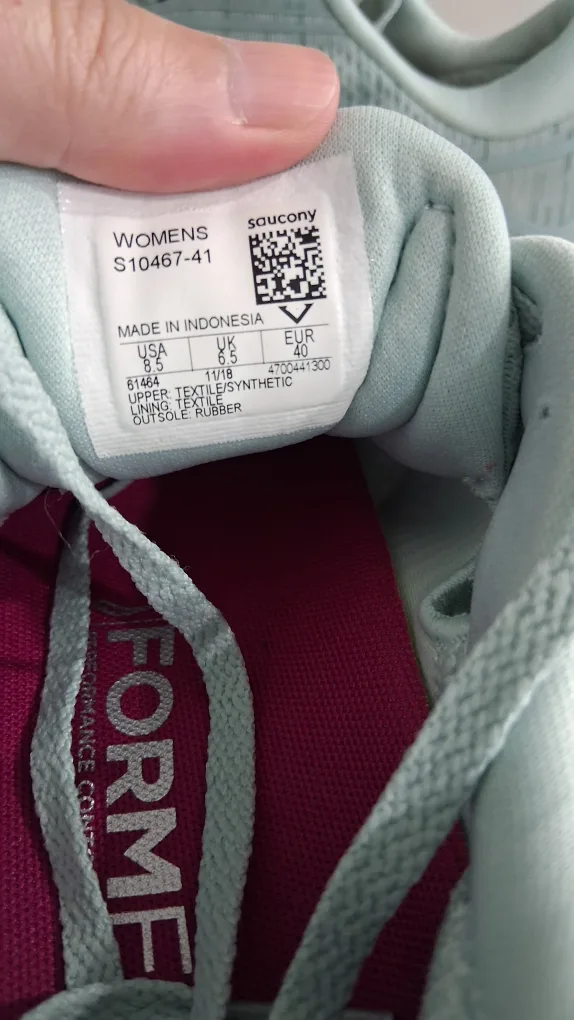 WOMENS
S10467-41
saucony
MADE IN INDONESIA
USA UK EUR
8.5 6.5 40
61464 11/18 4700441300
UPPER: TEXTILE/SYNTHETIC
LINING: TEXTILE
OUTSOLE: RUBBER
FORMF